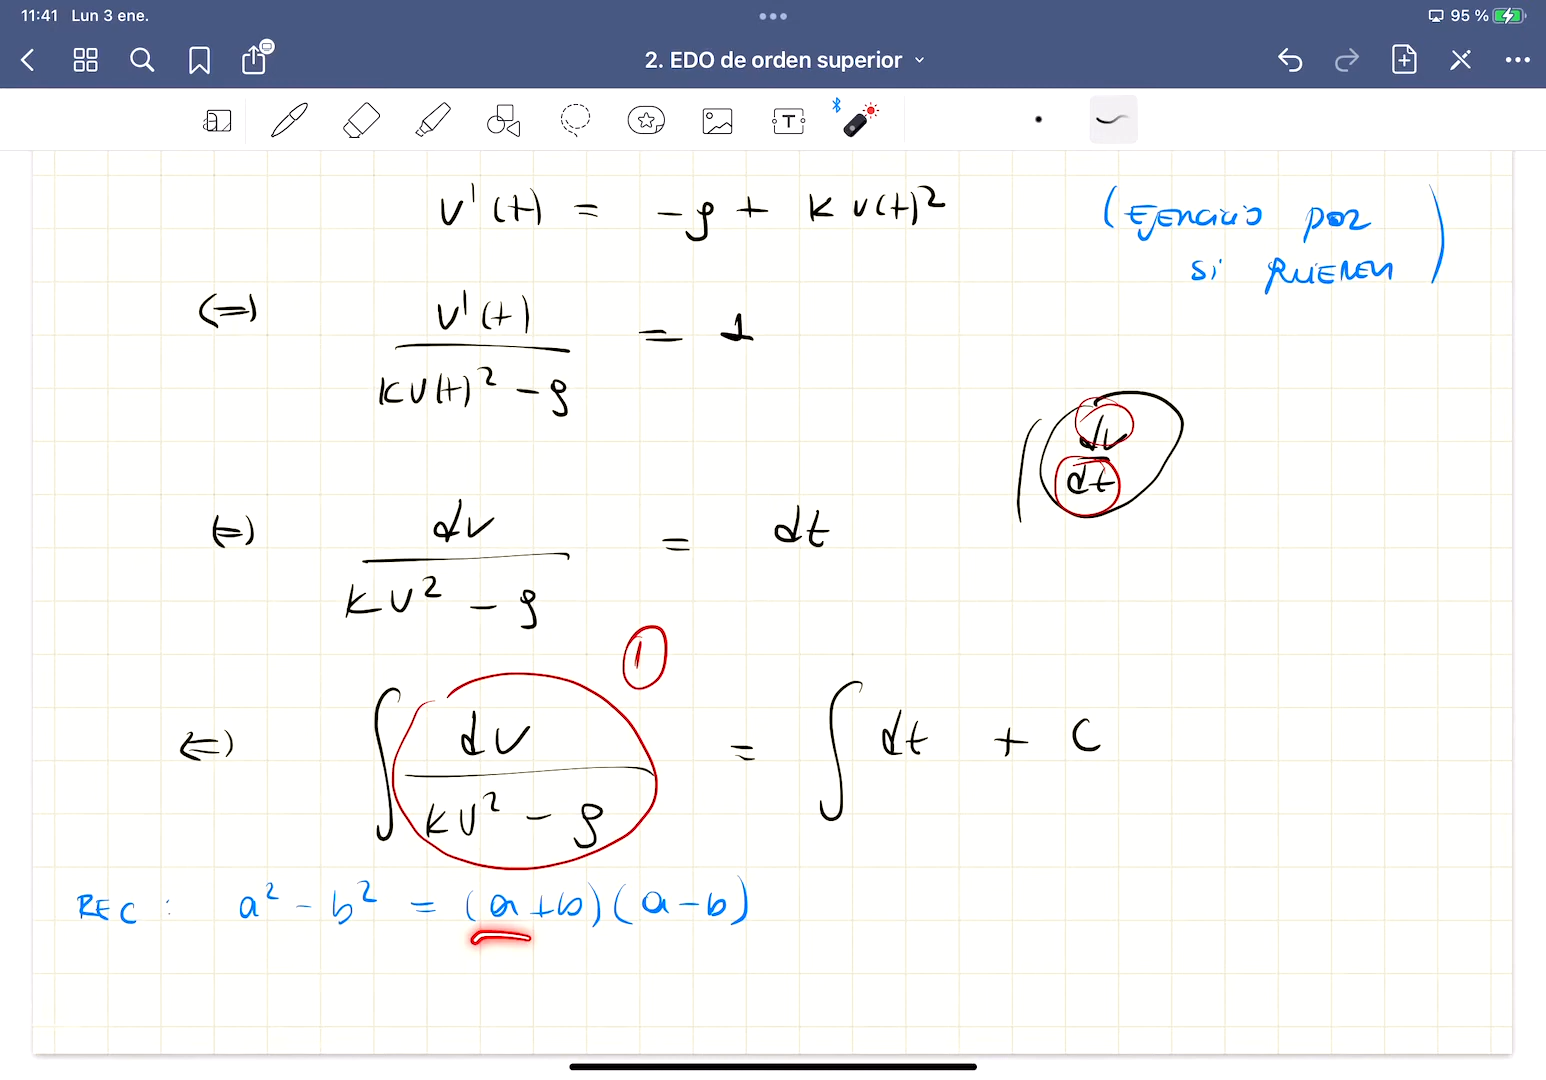 11:41 Lun 3 ene.
95 %
2. EDO de orden superior
v'(t) = -g + k v(t)²
(Ejercicio por
si quieren)
(=) v'(t) / kv(t)² - g = 1
dv / dt
(=) dv / kv² - g = dt
1
(=) ∫ dv / kv² - g = ∫ dt + C
REC : a² - b² = (a+b)(a-b)